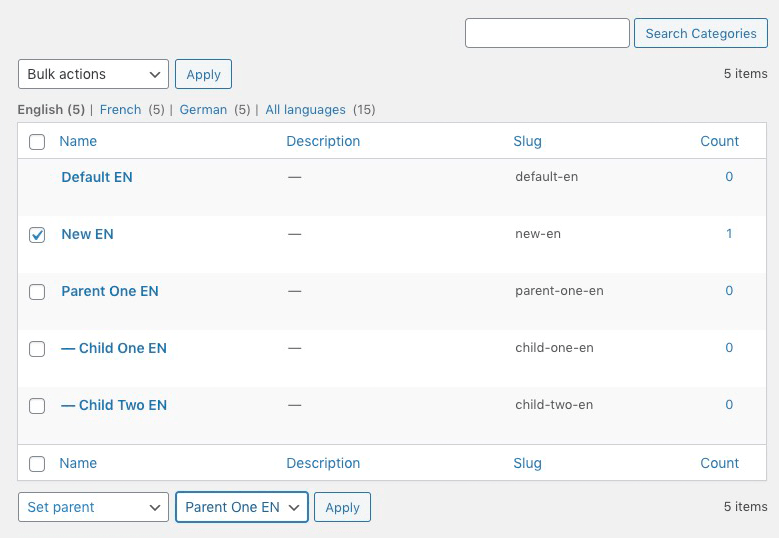 Search Categories
Bulk actions Apply 5 items
English (5) | French (5) | German (5) | All languages (15)
Name Description Slug Count
Default EN — default-en 0
New EN — new-en 1
Parent One EN — parent-one-en 0
— Child One EN — child-one-en 0
— Child Two EN — child-two-en 0
Name Description Slug Count
Set parent Parent One EN Apply 5 items